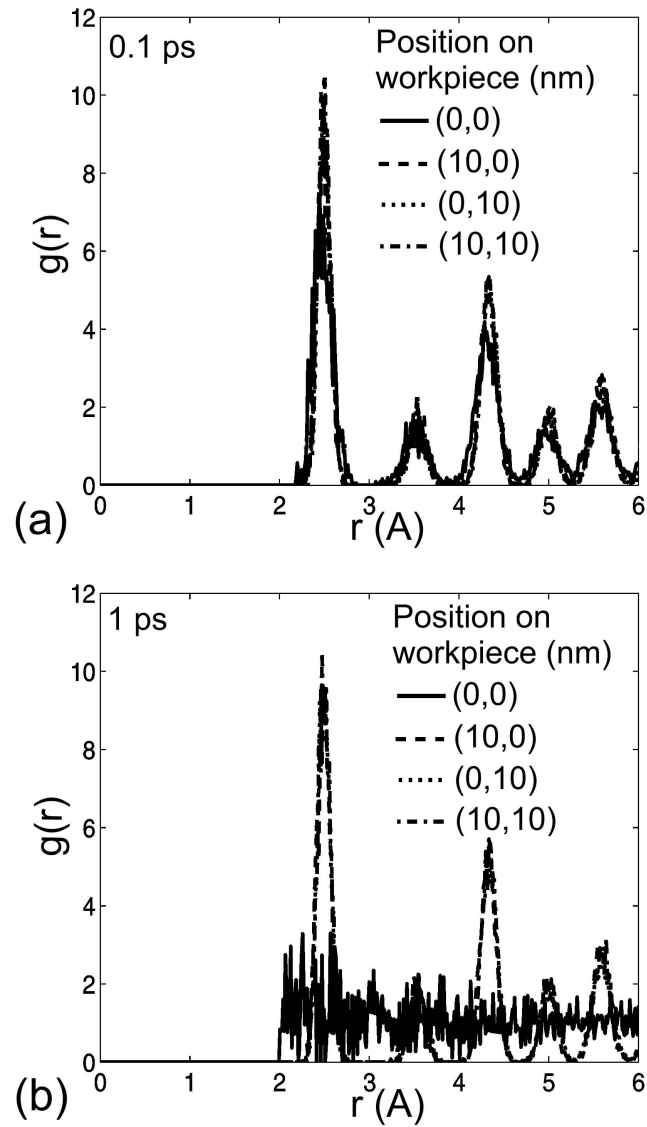 12
10
8
6
4
2
0
g(r)
0.1 ps
Position on
workpiece (nm)
(0,0)
(10,0)
(0,10)
(10,10)
0 1 2 3 4 5 6
r (A)
(a)
12
10
8
6
4
2
0
g(r)
1 ps
Position on
workpiece (nm)
(0,0)
(10,0)
(0,10)
(10,10)
0 1 2 3 4 5 6
r (A)
(b)